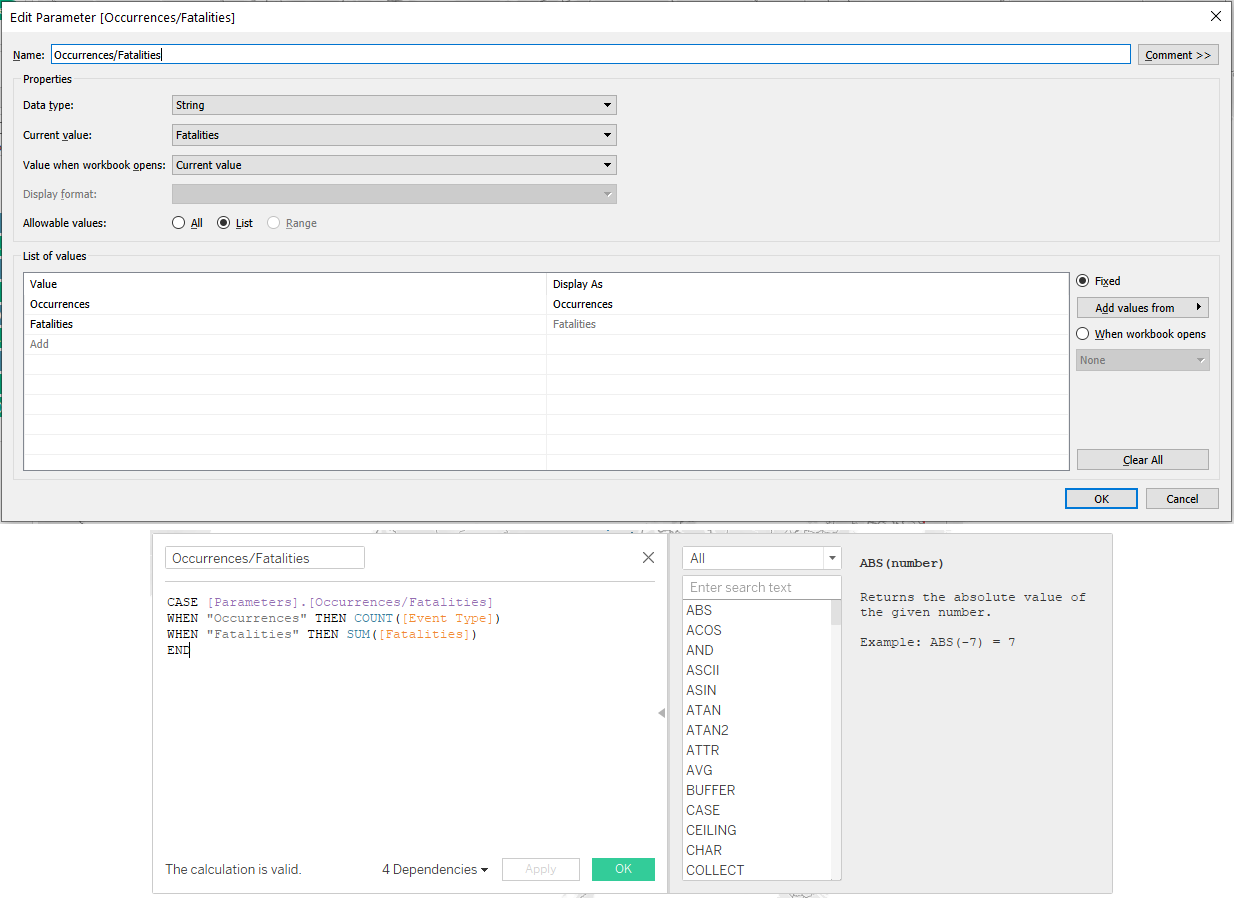 Edit Parameter [Occurrences/Fatalities]
Name: Occurrences/Fatalities Comment >>
Properties
Data type: String
Current value: Fatalities
Value when workbook opens: Current value
Display format:
Allowable values: All List Range
List of values
Value Display As
Occurrences Occurrences
Fatalities Fatalities
Add
Fixed
Add values from
When workbook opens
None
Clear All
OK Cancel
Occurrences/Fatalities
CASE [Parameters].[Occurrences/Fatalities]
WHEN "Occurrences" THEN COUNT([Event Type])
WHEN "Fatalities" THEN SUM([Fatalities])
END
The calculation is valid. 4 Dependencies Apply OK
All
Enter search text
ABS
ACOS
AND
ASCII
ASIN
ATAN
ATAN2
ATTR
AVG
BUFFER
CASE
CEILING
CHAR
COLLECT
ABS(number)
Returns the absolute value of
the given number.
Example: ABS(-7) = 7